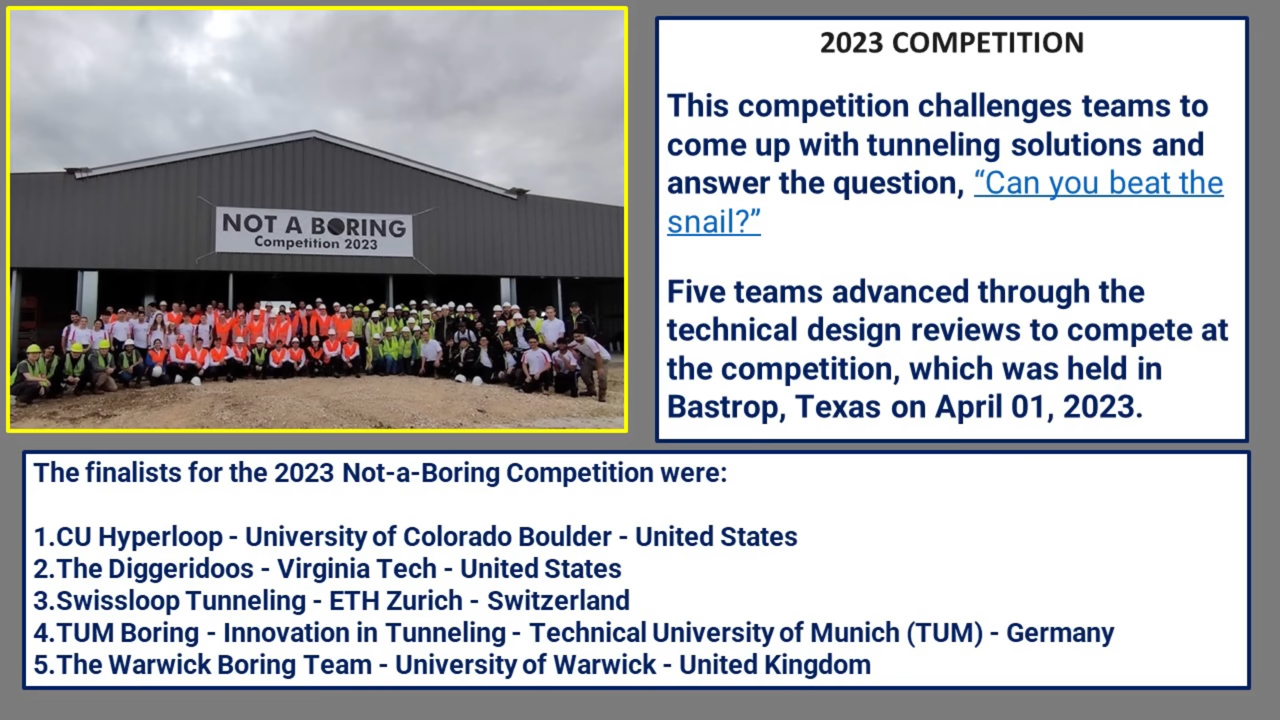 NOT A BORING
Competition 2023
2023 COMPETITION
This competition challenges teams to
come up with tunneling solutions and
answer the question, “Can you beat the
snail?”
Five teams advanced through the
technical design reviews to compete at
the competition, which was held in
Bastrop, Texas on April 01, 2023.
The finalists for the 2023 Not-a-Boring Competition were:
1.CU Hyperloop - University of Colorado Boulder - United States
2.The Diggeridoos - Virginia Tech - United States
3.Swissloop Tunneling - ETH Zurich - Switzerland
4.TUM Boring - Innovation in Tunneling - Technical University of Munich (TUM) - Germany
5.The Warwick Boring Team - University of Warwick - United Kingdom